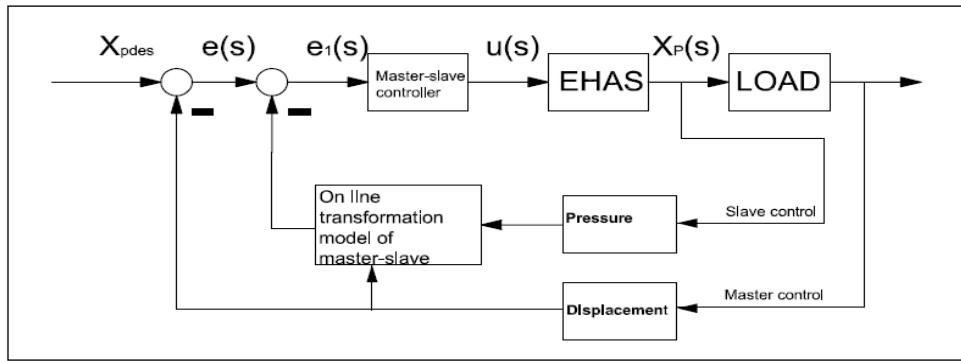 Xpdes
e(s)
e1(s)
Master-slave
controller
u(s)
EHAS
XP(s)
LOAD
On lIne
transformation
model of
master-slave
Pressure
Slave control
DIsplacement
Master control